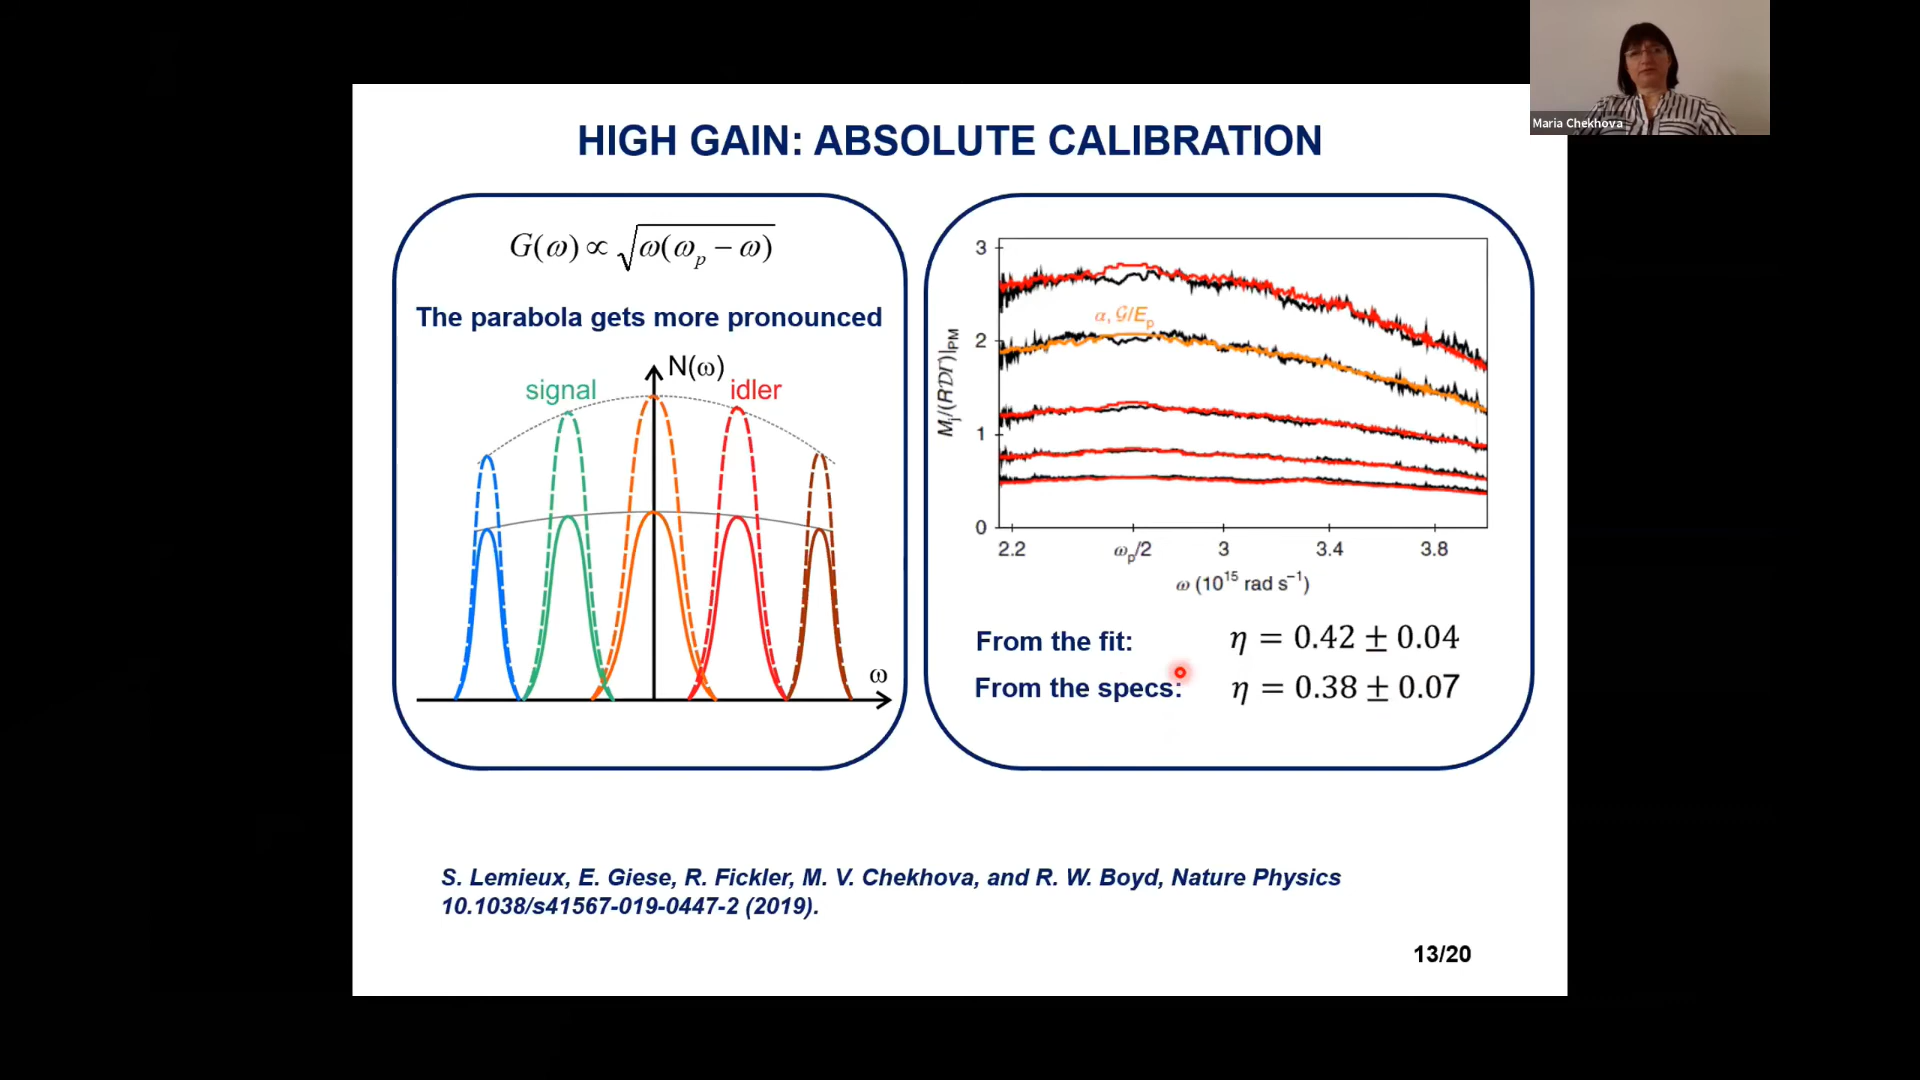 Maria Chekhova
HIGH GAIN: ABSOLUTE CALIBRATION
G(ω) ∝ √ω(ωp − ω)
The parabola gets more pronounced
N(ω)
signal
idler
ω
3
2
1
0
α, 𝒢/Ep
Mj/(R𝒟Γ)|PM
2.2
ωp/2
3
3.4
3.8
ω (10¹⁵ rad s⁻¹)
From the fit: η = 0.42 ± 0.04
From the specs: η = 0.38 ± 0.07
S. Lemieux, E. Giese, R. Fickler, M. V. Chekhova, and R. W. Boyd, Nature Physics
10.1038/s41567-019-0447-2 (2019).
13/20